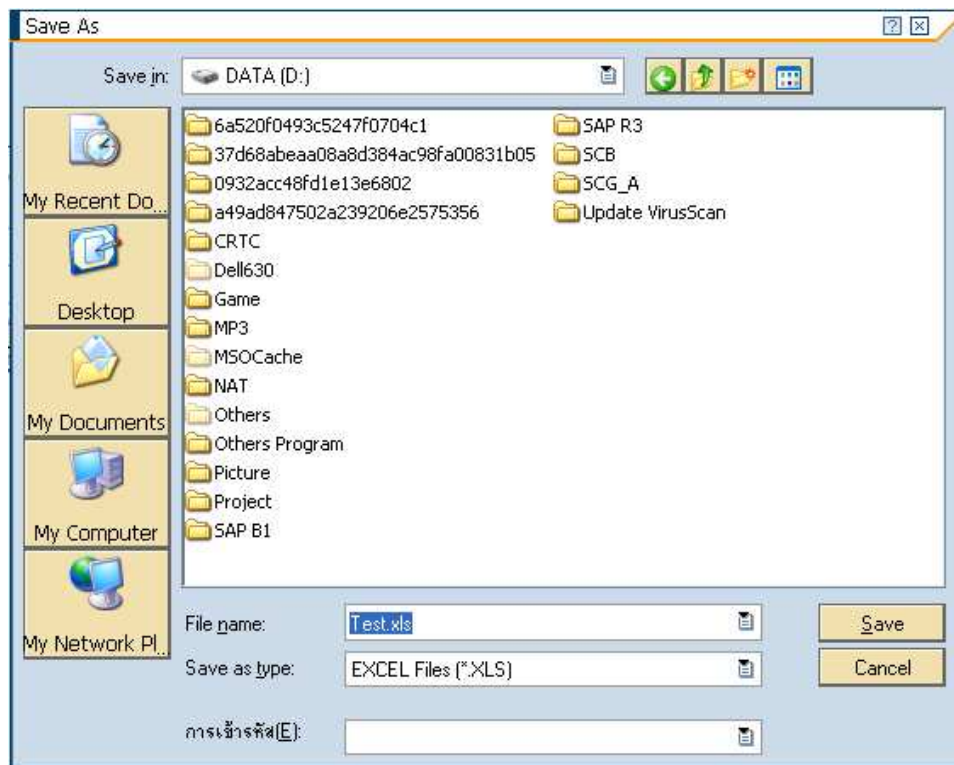 Save As
Save in:
DATA (D:)
My Recent Do...
Desktop
My Documents
My Computer
My Network Pl...
6a520f0493c5247f0704c1
37d68abeaa08a8d384ac98fa00831b05
0932acc48fd1e13e6802
a49ad847502a239206e2575356
CRTC
Dell630
Game
MP3
MSOCache
NAT
Others
Others Program
Picture
Project
SAP B1
SAP R3
SCB
SCG_A
Update VirusScan
File name:
Test.xls
Save
Save as type:
EXCEL Files (*.XLS)
Cancel
การเข้ารหัส(E):